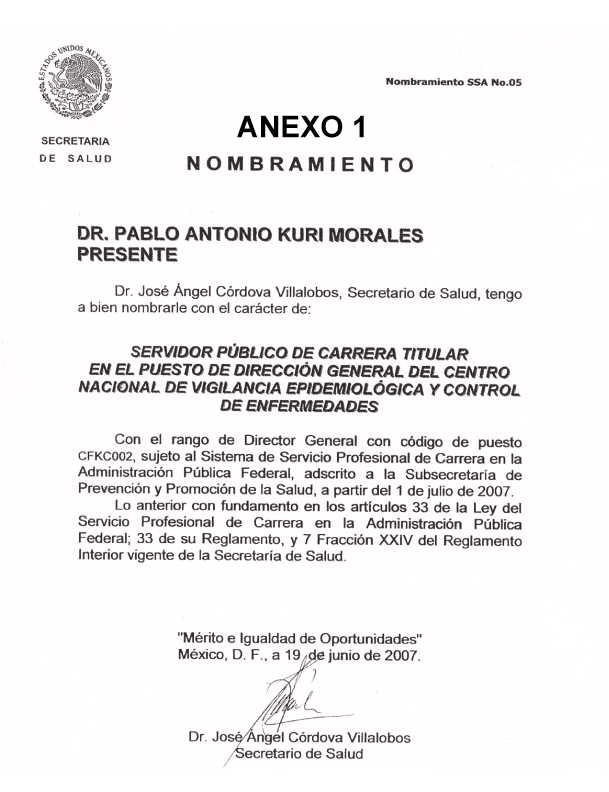 ESTADOS UNIDOS MEXICANOS
Nombramiento SSA No.05
ANEXO 1
SECRETARIA
DE SALUD
NOMBRAMIENTO
DR. PABLO ANTONIO KURI MORALES
PRESENTE
Dr. José Ángel Córdova Villalobos, Secretario de Salud, tengo
a bien nombrarle con el carácter de:
SERVIDOR PÚBLICO DE CARRERA TITULAR
EN EL PUESTO DE DIRECCIÓN GENERAL DEL CENTRO
NACIONAL DE VIGILANCIA EPIDEMIOLÓGICA Y CONTROL
DE ENFERMEDADES
Con el rango de Director General con código de puesto
CFKC002, sujeto al Sistema de Servicio Profesional de Carrera en la
Administración Pública Federal, adscrito a la Subsecretaría de
Prevención y Promoción de la Salud, a partir del 1 de julio de 2007.
Lo anterior con fundamento en los artículos 33 de la Ley del
Servicio Profesional de Carrera en la Administración Pública
Federal; 33 de su Reglamento, y 7 Fracción XXIV del Reglamento
Interior vigente de la Secretaría de Salud.
"Mérito e Igualdad de Oportunidades"
México, D. F., a 19 de junio de 2007.
Dr. José Ángel Córdova Villalobos
Secretario de Salud